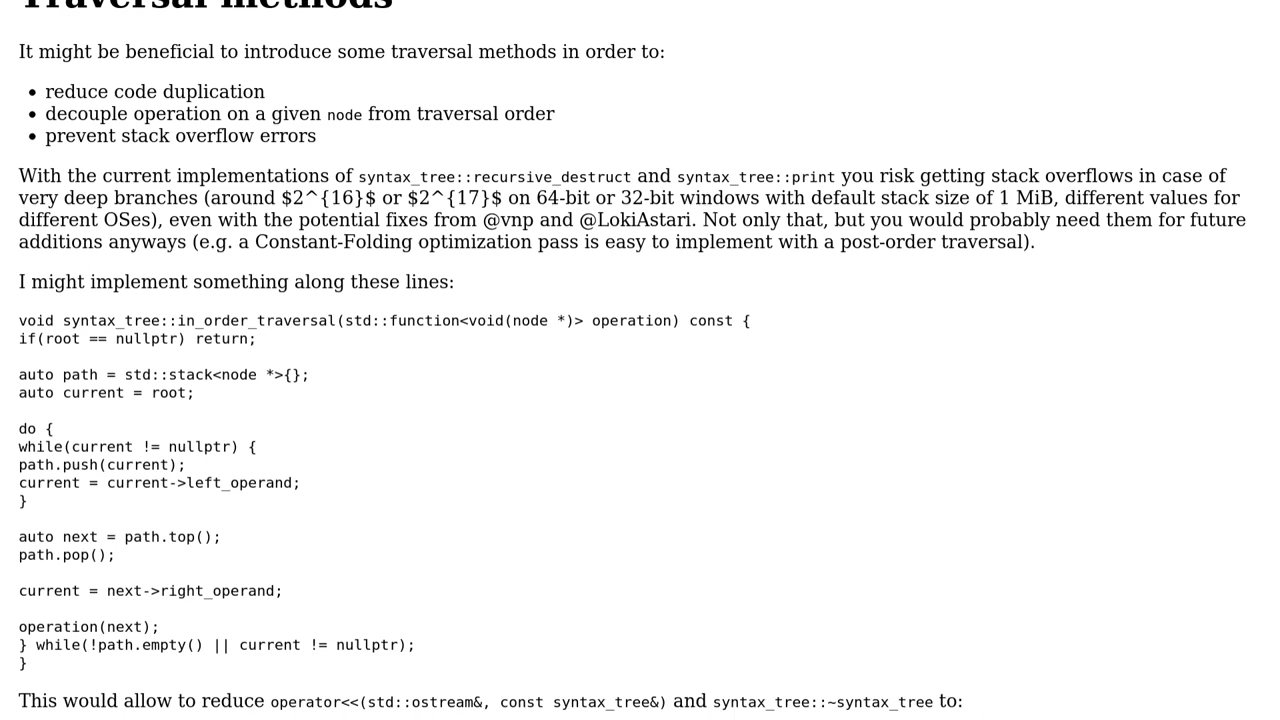 Traversal methods
It might be beneficial to introduce some traversal methods in order to:
• reduce code duplication
• decouple operation on a given node from traversal order
• prevent stack overflow errors
With the current implementations of syntax_tree::recursive_destruct and syntax_tree::print you risk getting stack overflows in case of
very deep branches (around $2^{16}$ or $2^{17}$ on 64-bit or 32-bit windows with default stack size of 1 MiB, different values for
different OSes), even with the potential fixes from @vnp and @LokiAstari. Not only that, but you would probably need them for future
additions anyways (e.g. a Constant-Folding optimization pass is easy to implement with a post-order traversal).
I might implement something along these lines:
void syntax_tree::in_order_traversal(std::function<void(node *)> operation) const {
if(root == nullptr) return;
auto path = std::stack<node *>{};
auto current = root;
do {
while(current != nullptr) {
path.push(current);
current = current->left_operand;
}
auto next = path.top();
path.pop();
current = next->right_operand;
operation(next);
} while(!path.empty() || current != nullptr);
}
This would allow to reduce operator<<(std::ostream&, const syntax_tree&) and syntax_tree::~syntax_tree to: